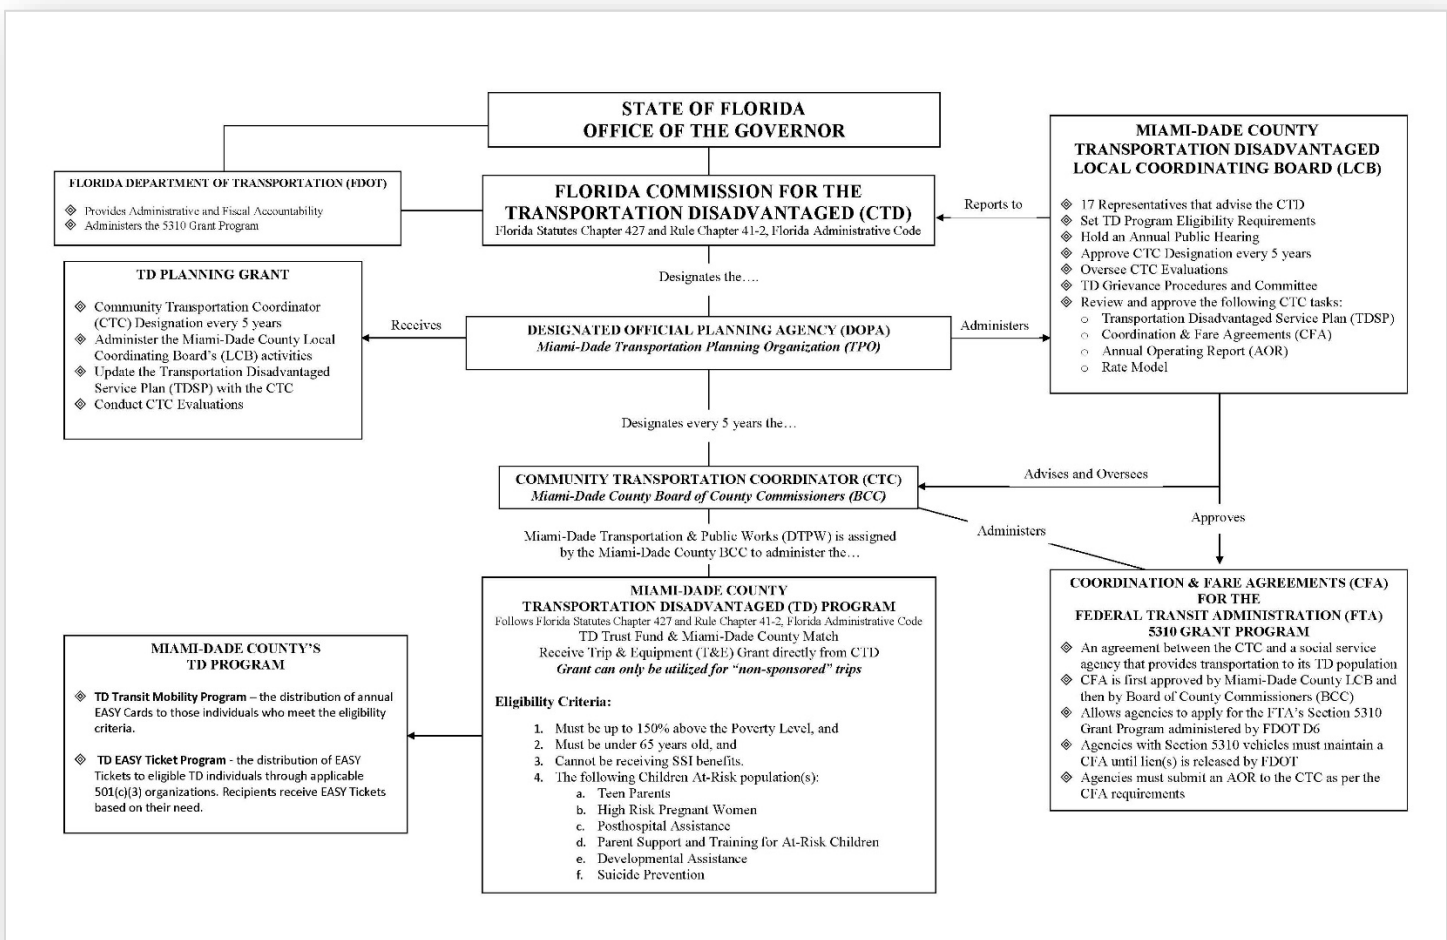 STATE OF FLORIDA
OFFICE OF THE GOVERNOR
FLORIDA DEPARTMENT OF TRANSPORTATION (FDOT)
Provides Administrative and Fiscal Accountability
Administers the 5310 Grant Program
FLORIDA COMMISSION FOR THE
TRANSPORTATION DISADVANTAGED (CTD)
Florida Statutes Chapter 427 and Rule Chapter 41-2, Florida Administrative Code
Reports to
MIAMI-DADE COUNTY
TRANSPORTATION DISADVANTAGED
LOCAL COORDINATING BOARD (LCB)
17 Representatives that advise the CTD
Set TD Program Eligibility Requirements
Hold an Annual Public Hearing
Approve CTC Designation every 5 years
Oversee CTC Evaluations
TD Grievance Procedures and Committee
Review and approve the following CTC tasks:
o Transportation Disadvantaged Service Plan (TDSP)
o Coordination & Fare Agreements (CFA)
o Annual Operating Report (AOR)
o Rate Model
Designates the….
TD PLANNING GRANT
Community Transportation Coordinator
(CTC) Designation every 5 years
Administer the Miami-Dade County Local
Coordinating Board's (LCB) activities
Update the Transportation Disadvantaged
Service Plan (TDSP) with the CTC
Conduct CTC Evaluations
Receives
DESIGNATED OFFICIAL PLANNING AGENCY (DOPA)
Miami-Dade Transportation Planning Organization (TPO)
Administers
Designates every 5 years the…
COMMUNITY TRANSPORTATION COORDINATOR (CTC)
Miami-Dade County Board of County Commissioners (BCC)
Advises and Oversees
Approves
Administers
Miami-Dade Transportation & Public Works (DTPW) is assigned
by the Miami-Dade County BCC to administer the…
MIAMI-DADE COUNTY
TRANSPORTATION DISADVANTAGED (TD) PROGRAM
Follows Florida Statutes Chapter 427 and Rule Chapter 41-2, Florida Administrative Code
TD Trust Fund & Miami-Dade County Match
Receive Trip & Equipment (T&E) Grant directly from CTD
Grant can only be utilized for “non-sponsored” trips
Eligibility Criteria:
1. Must be up to 150% above the Poverty Level, and
2. Must be under 65 years old, and
3. Cannot be receiving SSI benefits.
4. The following Children At-Risk population(s):
a. Teen Parents
b. High Risk Pregnant Women
c. Posthospital Assistance
d. Parent Support and Training for At-Risk Children
e. Developmental Assistance
f. Suicide Prevention
MIAMI-DADE COUNTY'S
TD PROGRAM
TD Transit Mobility Program – the distribution of annual
EASY Cards to those individuals who meet the eligibility
criteria.
TD EASY Ticket Program - the distribution of EASY
Tickets to eligible TD individuals through applicable
501(c)(3) organizations. Recipients receive EASY Tickets
based on their need.
COORDINATION & FARE AGREEMENTS (CFA)
FOR THE
FEDERAL TRANSIT ADMINISTRATION (FTA)
5310 GRANT PROGRAM
An agreement between the CTC and a social service
agency that provides transportation to its TD population
CFA is first approved by Miami-Dade County LCB and
then by Board of County Commissioners (BCC)
Allows agencies to apply for the FTA's Section 5310
Grant Program administered by FDOT D6
Agencies with Section 5310 vehicles must maintain a
CFA until lien(s) is released by FDOT
Agencies must submit an AOR to the CTC as per the
CFA requirements